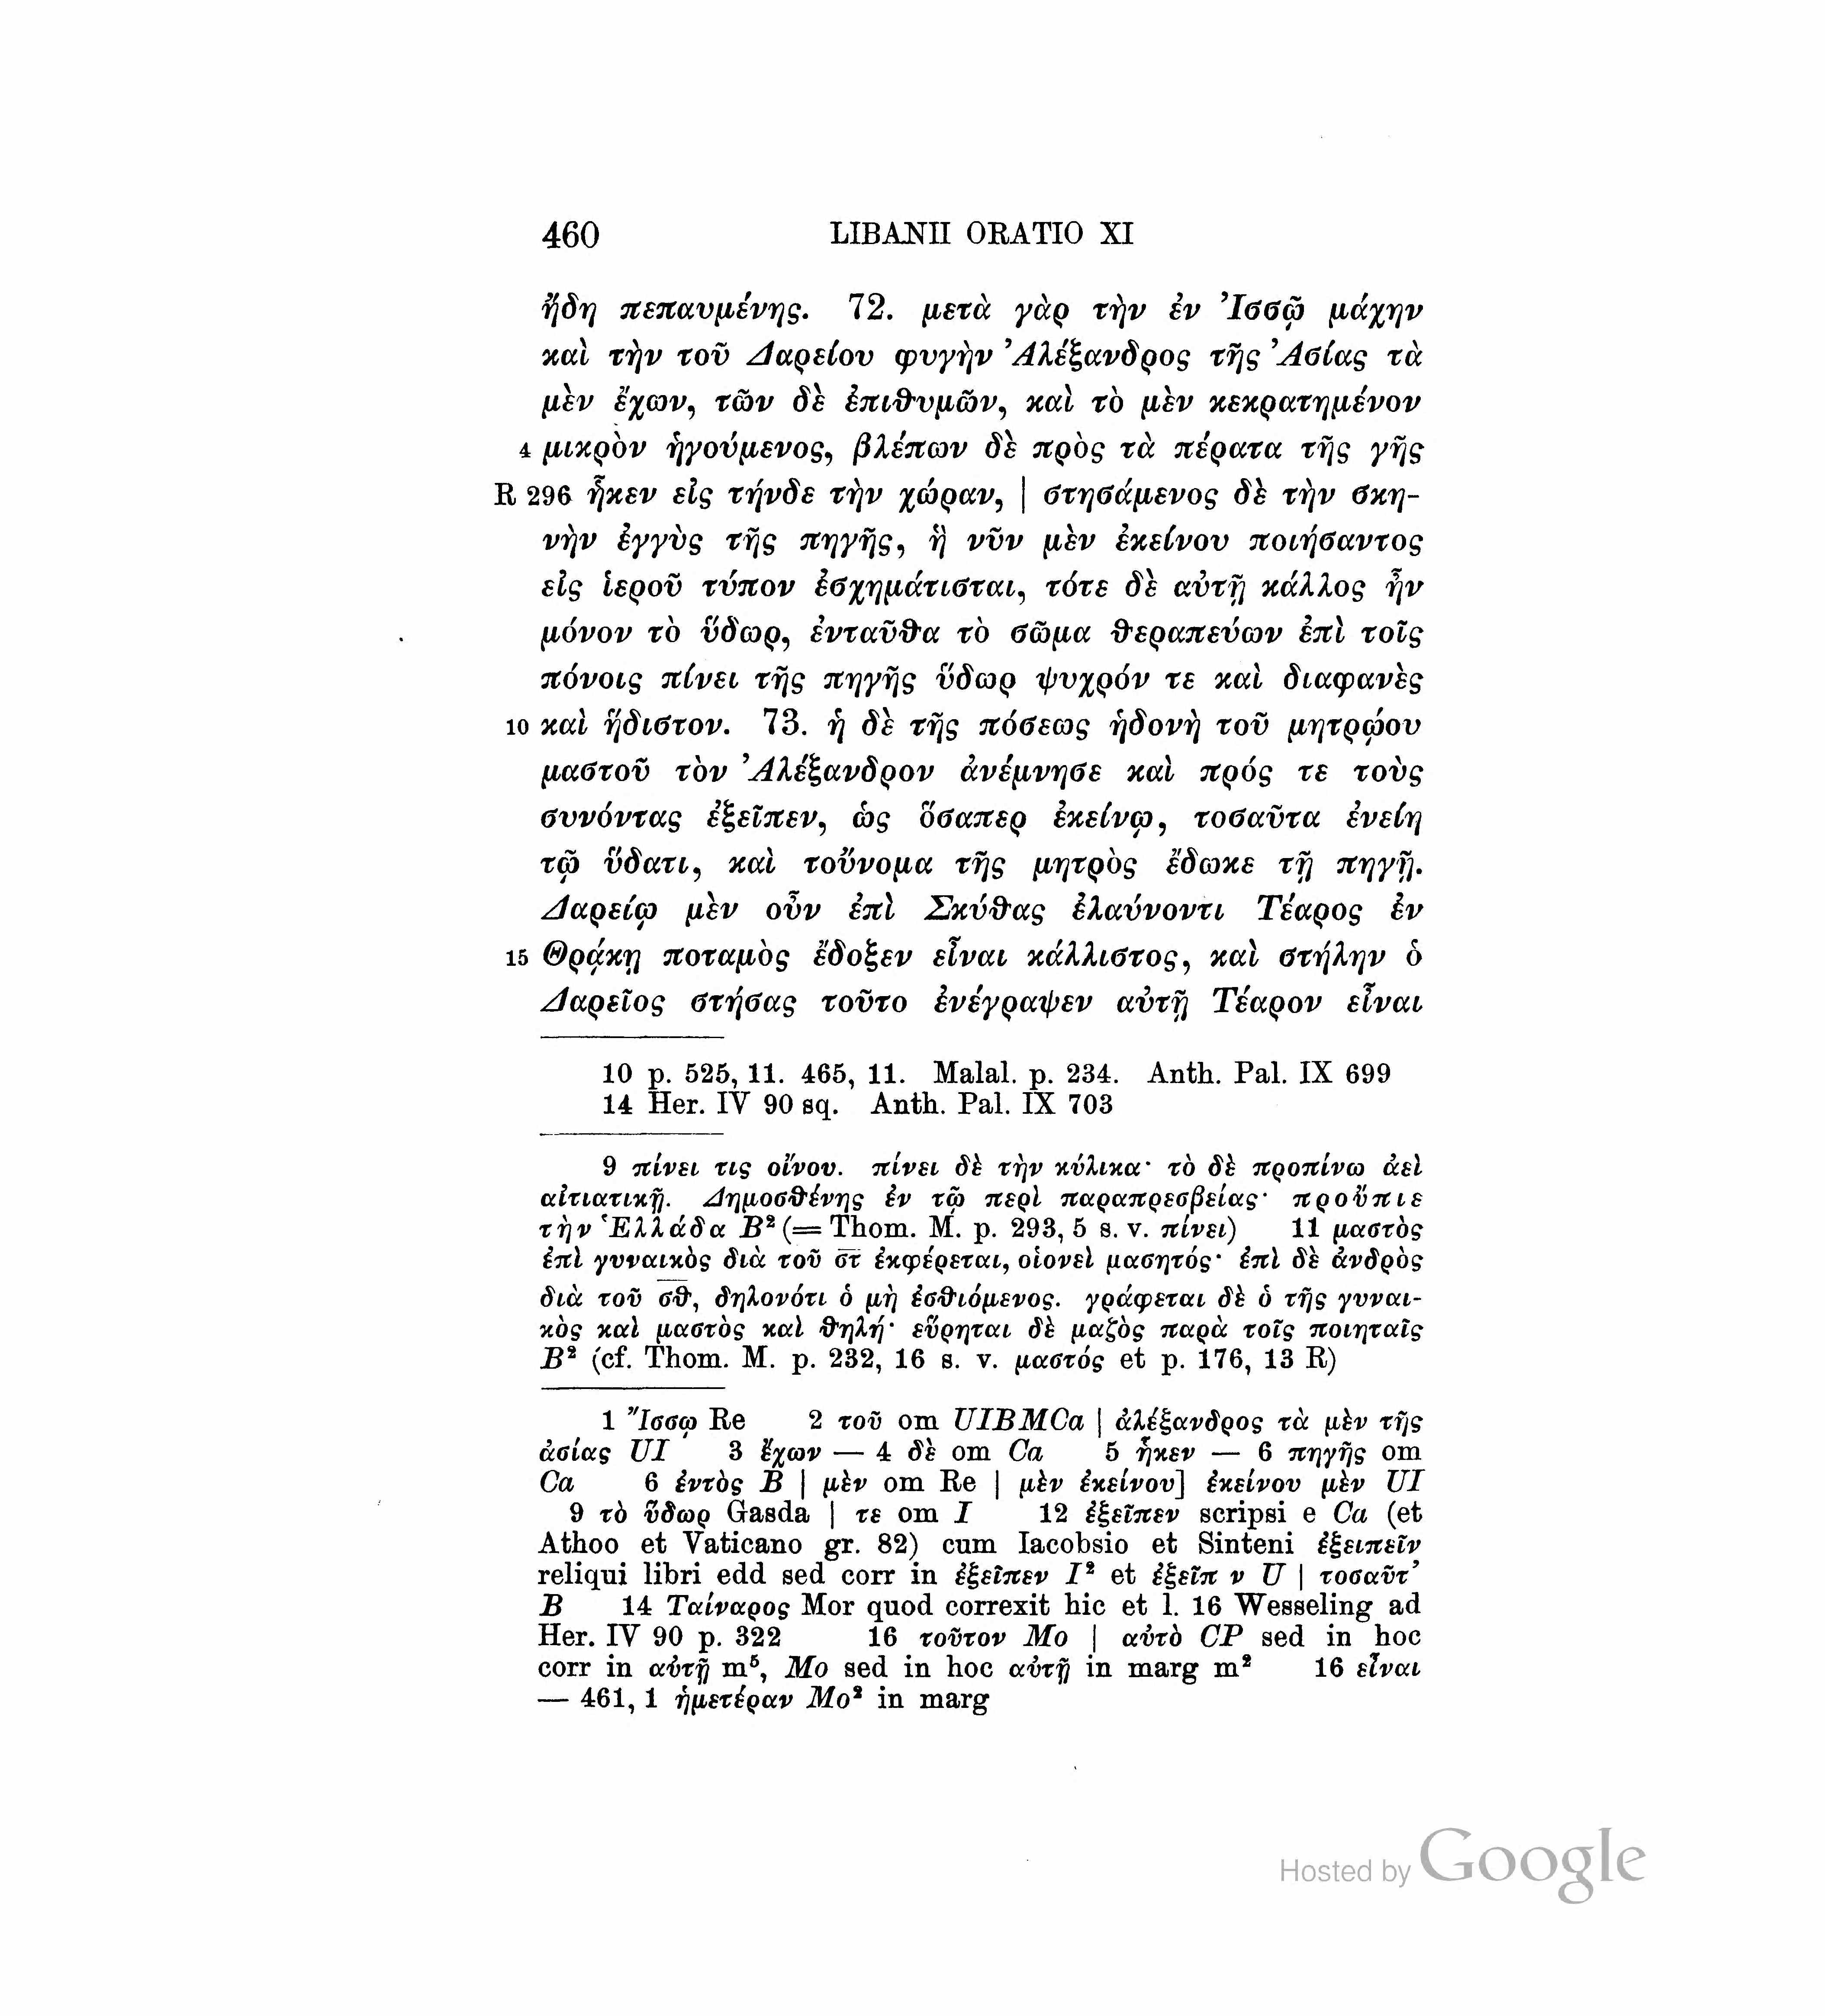 460 LIBANII ORATIO XI
ἤδη πεπαυμένης. 72. μετὰ γὰρ τὴν ἐν Ἰσσῷ μάχην
καὶ τὴν τοῦ Δαρείου φυγὴν Ἀλέξανδρος τῆς Ἀσίας τὰ
μὲν ἔχων, τῶν δὲ ἐπιθυμῶν, καὶ τὸ μὲν κεκρατημένον
4 μικρὸν ἡγούμενος, βλέπων δὲ πρὸς τὰ πέρατα τῆς γῆς
R 296 ἧκεν εἰς τήνδε τὴν χώραν, | στησάμενος δὲ τὴν σκη-
νὴν ἐγγὺς τῆς πηγῆς, ἣ νῦν μὲν ἐκείνου ποιήσαντος
εἰς ἱεροῦ τύπον ἐσχημάτισται, τότε δὲ αὐτῇ κάλλος ἦν
μόνον τὸ ὕδωρ, ἐνταῦθα τὸ σῶμα θεραπεύων ἐπὶ τοῖς
πόνοις πίνει τῆς πηγῆς ὕδωρ ψυχρόν τε καὶ διαφανὲς
10 καὶ ἥδιστον. 73. ἡ δὲ τῆς πόσεως ἡδονὴ τοῦ μητρῴου
μαστοῦ τὸν Ἀλέξανδρον ἀνέμνησε καὶ πρός τε τοὺς
συνόντας ἐξεῖπεν, ὡς ὅσαπερ ἐκείνῳ, τοσαῦτα ἐνείη
τῷ ὕδατι, καὶ τοὔνομα τῆς μητρὸς ἔδωκε τῇ πηγῇ.
Δαρείῳ μὲν οὖν ἐπὶ Σκύθας ἐλαύνοντι Τέαρος ἐν
15 Θρᾴκῃ ποταμὸς ἔδοξεν εἶναι κάλλιστος, καὶ στήλην ὁ
Δαρεῖος στήσας τοῦτο ἐνέγραψεν αὐτῇ Τέαρον εἶναι
10 p. 525, 11. 465, 11. Malal. p. 234. Anth. Pal. IX 699
14 Her. IV 90 sq. Anth. Pal. IX 703
9 πίνει τις οἴνου. πίνει δὲ τὴν κύλικα· τὸ δὲ προπίνω ἀεὶ
αἰτιατικῇ. Δημοσθένης ἐν τῷ περὶ παραπρεσβείας· προὔπιε
τὴν Ἑλλάδα B² (= Thom. M. p. 293, 5 s. v. πίνει) 11 μαστὸς
ἐπὶ γυναικὸς διὰ τοῦ στ ἐκφέρεται, οἱονεὶ μασητός· ἐπὶ δὲ ἀνδρὸς
διὰ τοῦ σθ, δηλονότι ὁ μὴ ἐσθιόμενος. γράφεται δὲ ὁ τῆς γυναι-
κὸς καὶ μαστὸς καὶ θηλή· εὕρηται δὲ μαζὸς παρὰ τοῖς ποιηταῖς
B² (cf. Thom. M. p. 232, 16 s. v. μαστός et p. 176, 13 R)
1 Ἴσσῳ Re 2 τοῦ om UIBMCa | ἀλέξανδρος τὰ μὲν τῆς
ἀσίας UI 3 ἔχων — 4 δὲ om Ca 5 ἧκεν — 6 πηγῆς om
Ca 6 ἐντὸς B | μὲν om Re | μὲν ἐκείνου] ἐκείνου μὲν UI
9 τὸ ὕδωρ Gasda | τε om I 12 ἐξεῖπεν scripsi e Ca (et
Athoo et Vaticano gr. 82) cum Iacobsio et Sinteni ἐξειπεῖν
reliqui libri edd sed corr in ἐξεῖπεν I² et ἐξεῖπ ν U | τοσαῦτ’
B 14 Ταίναρος Mor quod correxit hic et l. 16 Wesseling ad
Her. IV 90 p. 322 16 τοῦτον Mo | αὐτὸ CP sed in hoc
corr in αὐτῇ m⁵, Mo sed in hoc αὐτῇ in marg m² 16 εἶναι
— 461, 1 ἡμετέραν Mo² in marg
Hosted by Google